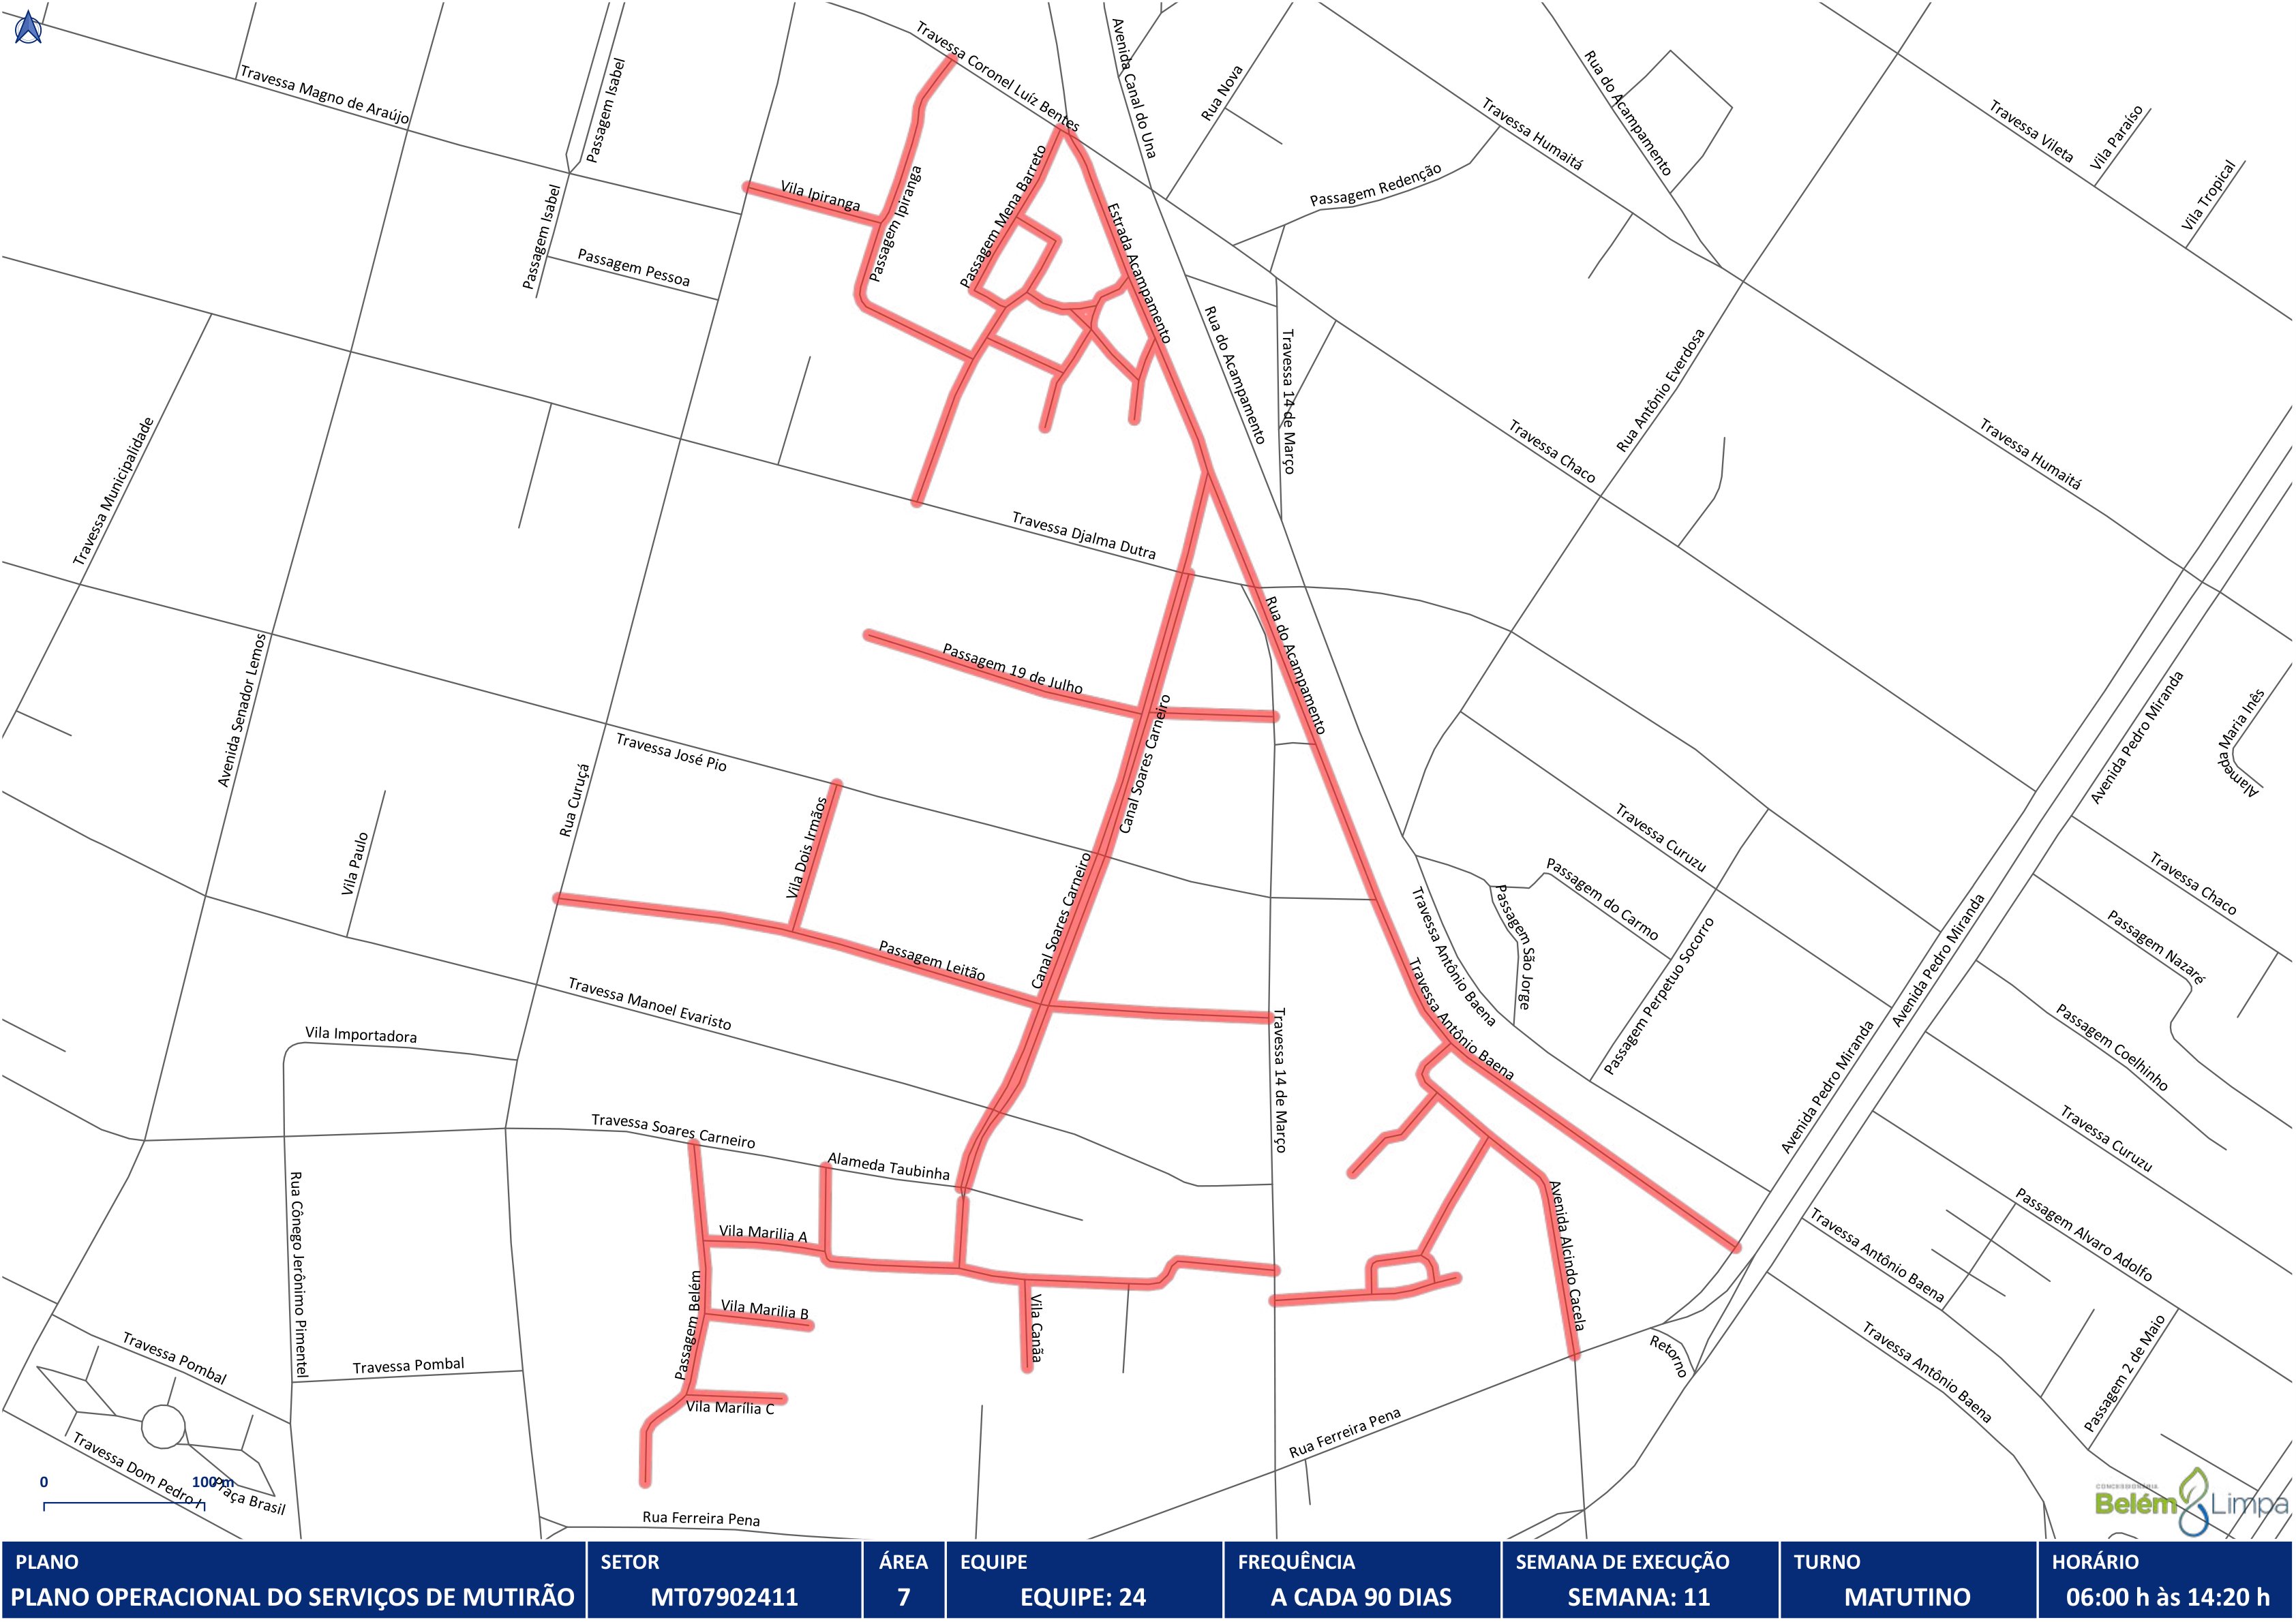 Travessa Coronel Luíz Bentes
Avenida Canal do Una
Rua Nova
Rua do Acampamento
Travessa Humaitá
Travessa Vileta
Vila Paraíso
Vila Tropical
Travessa Magno de Araújo
Passagem Isabel
Passagem Isabel
Passagem Pessoa
Vila Ipiranga
Passagem Ipiranga
Passagem Mena Barreto
Estrada Acampamento
Passagem Redenção
Rua do Acampamento
Travessa 14 de Março
Rua Antônio Everdosa
Travessa Chaco
Travessa Humaitá
Travessa Municipalidade
Travessa Djalma Dutra
Rua do Acampamento
Avenida Senador Lemos
Passagem 19 de Julho
Canal Soares Carneiro
Travessa José Pio
Rua Curuçá
Vila Paulo
Vila Dois Irmãos
Canal Soares Carneiro
Passagem Leitão
Travessa Manoel Evaristo
Travessa Curuzu
Passagem do Carmo
Passagem São Jorge
Travessa Antônio Baena
Travessa Antônio Baena
Passagem Perpetuo Socorro
Avenida Pedro Miranda
Avenida Pedro Miranda
Avenida Pedro Miranda
Alameda Maria Inês
Travessa Chaco
Passagem Nazaré
Passagem Coelhinho
Travessa Curuzu
Passagem Alvaro Adolfo
Travessa Antônio Baena
Travessa Antônio Baena
Passagem 2 de Maio
Vila Importadora
Travessa Soares Carneiro
Alameda Taubinha
Travessa 14 de Março
Rua Cônego Jerônimo Pimentel
Vila Marilia A
Vila Marilia B
Passagem Belém
Vila Marília C
Vila Canãa
Avenida Alcindo Cacela
Retorno
Rua Ferreira Pena
Rua Ferreira Pena
Travessa Pombal
Travessa Pombal
Travessa Dom Pedro I
Praça Brasil
0 100 m
CONCESSIONÁRIA
Belém Limpa
PLANO
PLANO OPERACIONAL DO SERVIÇOS DE MUTIRÃO
SETOR
MT07902411
ÁREA
7
EQUIPE
EQUIPE: 24
FREQUÊNCIA
A CADA 90 DIAS
SEMANA DE EXECUÇÃO
SEMANA: 11
TURNO
MATUTINO
HORÁRIO
06:00 h às 14:20 h